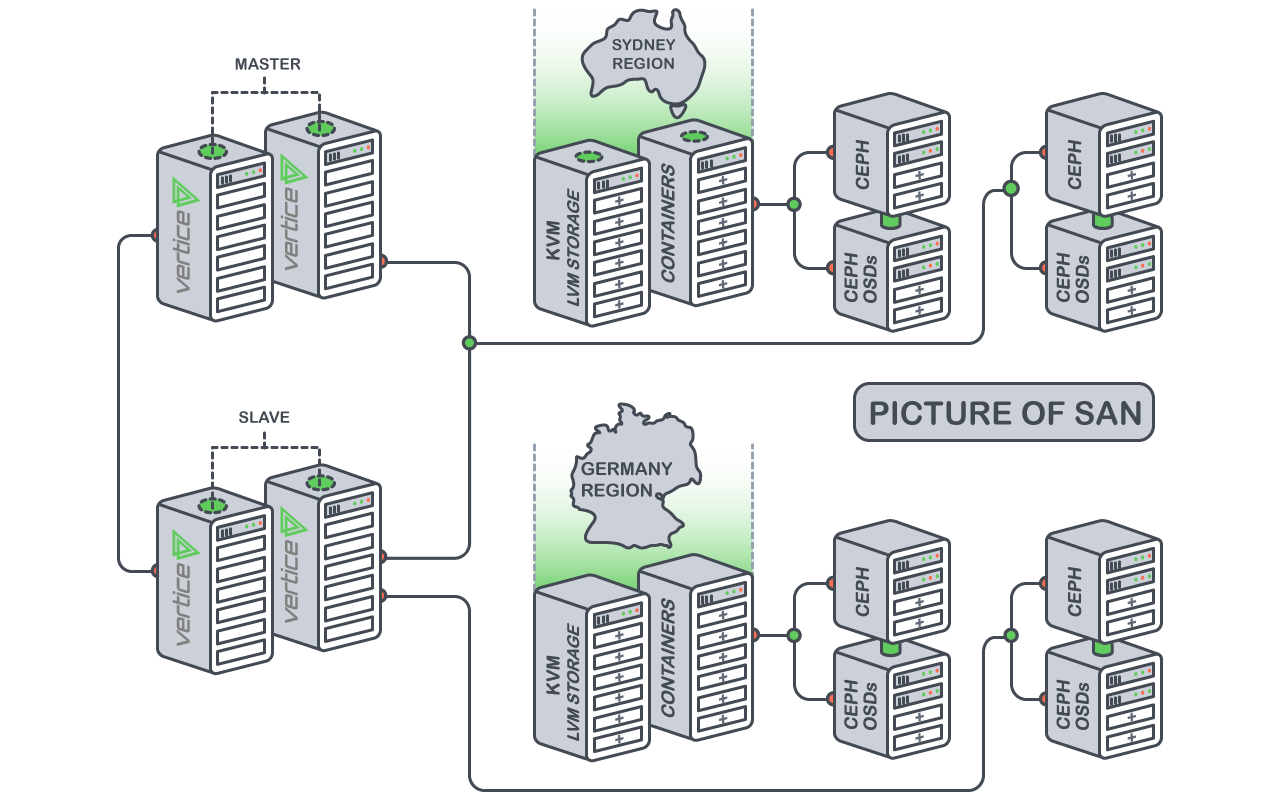 MASTER
vertice
vertice
SYDNEY
REGION
KVM
LVM STORAGE
CONTAINERS
CEPH
CEPH
OSDs
CEPH
CEPH
OSDs
PICTURE OF SAN
SLAVE
vertice
vertice
GERMANY
REGION
KVM
LVM STORAGE
CONTAINERS
CEPH
CEPH
OSDs
CEPH
CEPH
OSDs